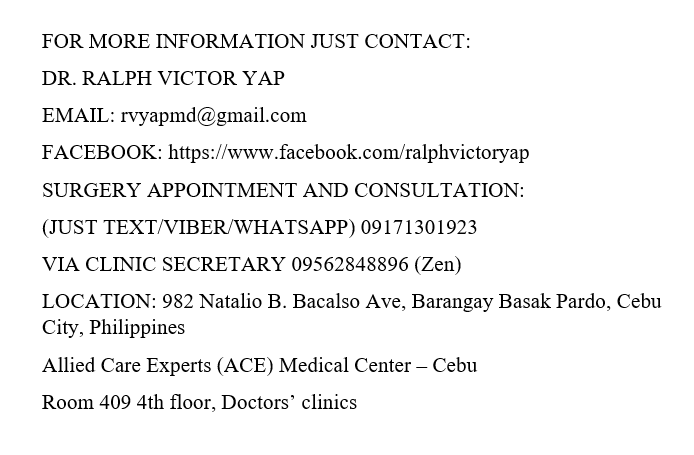 FOR MORE INFORMATION JUST CONTACT:
DR. RALPH VICTOR YAP
EMAIL: rvyapmd@gmail.com
FACEBOOK: https://www.facebook.com/ralphvictoryap
SURGERY APPOINTMENT AND CONSULTATION:
(JUST TEXT/VIBER/WHATSAPP) 09171301923
VIA CLINIC SECRETARY 09562848896 (Zen)
LOCATION: 982 Natalio B. Bacalso Ave, Barangay Basak Pardo, Cebu
City, Philippines
Allied Care Experts (ACE) Medical Center – Cebu
Room 409 4th floor, Doctors’ clinics